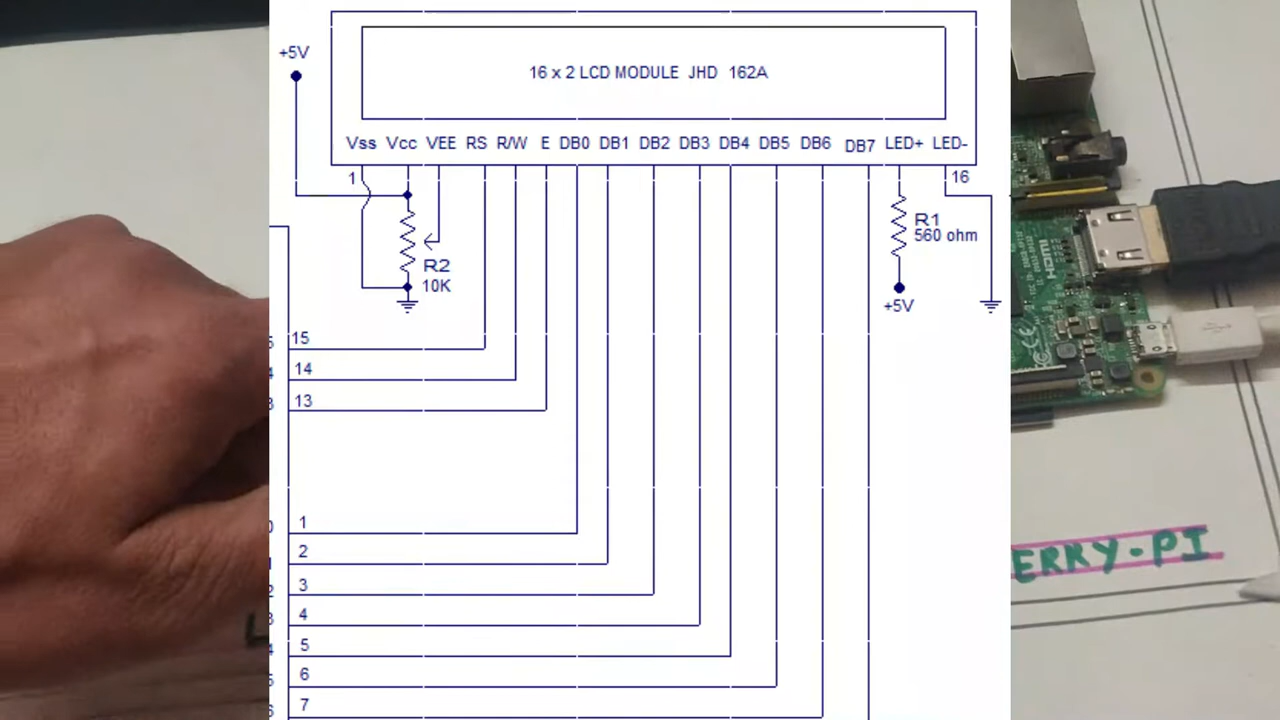 +5V
16 x 2 LCD MODULE JHD 162A
Vss Vcc VEE RS R/W E DB0 DB1 DB2 DB3 DB4 DB5 DB6 DB7 LED+ LED-
1
16
R1
560 ohm
R2
10K
+5V
HDMI
15
14
13
1
2
3
4
5
6
7
ERRY-PI